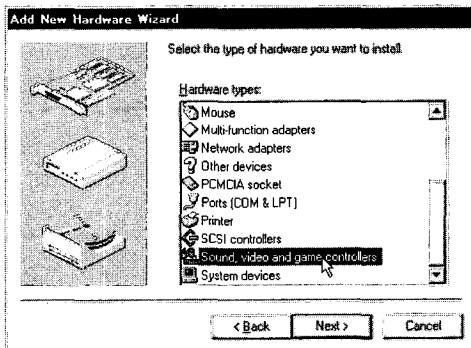 Add New Hardware Wizard
Select the type of hardware you want to install.
Hardware types:
Mouse
Multi-function adapters
Network adapters
Other devices
PCMCIA socket
Ports (COM & LPT)
Printer
SCSI controllers
Sound, video and game controllers
System devices
< Back
Next >
Cancel